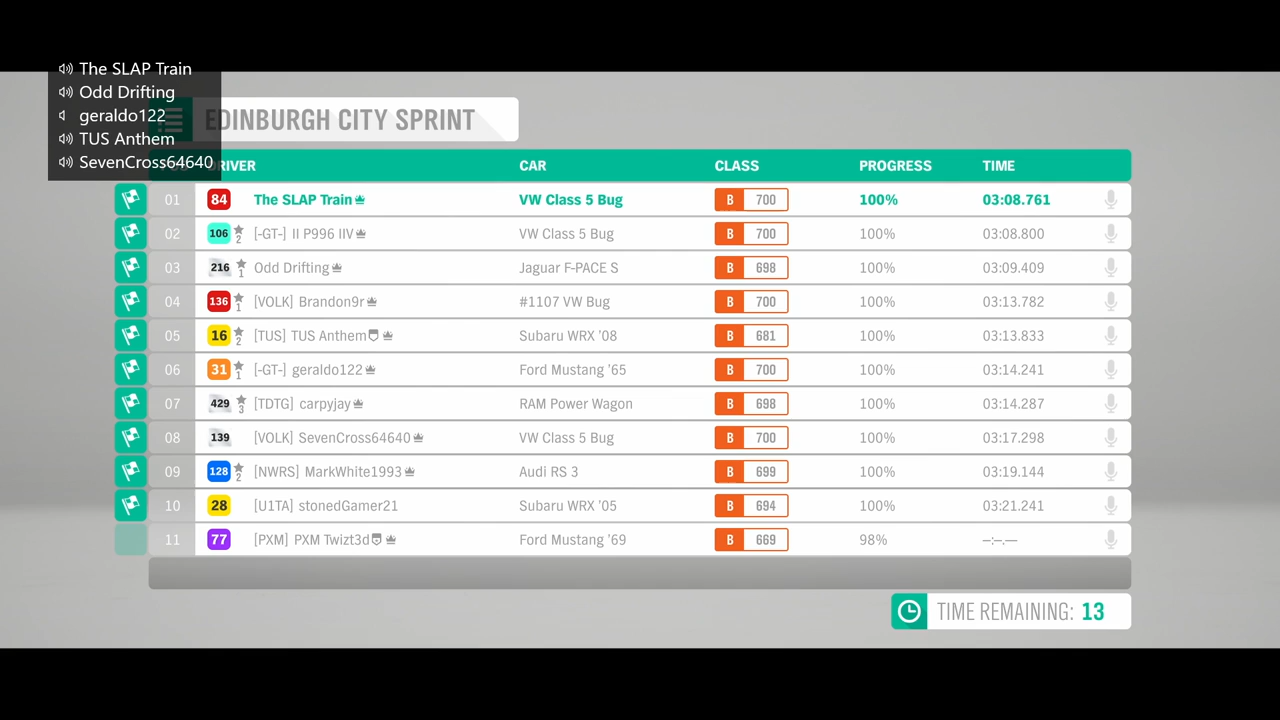 The SLAP Train
Odd Drifting
geraldo122
TUS Anthem
SevenCross64640
EDINBURGH CITY SPRINT
DRIVER CAR CLASS PROGRESS TIME
01 84 The SLAP Train VW Class 5 Bug B 700 100% 03:08.761
02 106 2 [-GT-] II P996 IIV VW Class 5 Bug B 700 100% 03:08.800
03 216 1 Odd Drifting Jaguar F-PACE S B 698 100% 03:09.409
04 136 1 [VOLK] Brandon9r #1107 VW Bug B 700 100% 03:13.782
05 16 2 [TUS] TUS Anthem Subaru WRX '08 B 681 100% 03:13.833
06 31 1 [-GT-] geraldo122 Ford Mustang '65 B 700 100% 03:14.241
07 429 3 [TDTG] carpyjay RAM Power Wagon B 698 100% 03:14.287
08 139 [VOLK] SevenCross64640 VW Class 5 Bug B 700 100% 03:17.298
09 128 2 [NWRS] MarkWhite1993 Audi RS 3 B 699 100% 03:19.144
10 28 [U1TA] stonedGamer21 Subaru WRX '05 B 694 100% 03:21.241
11 77 [PXM] PXM Twizt3d Ford Mustang '69 B 669 98% --:--.---
TIME REMAINING: 13